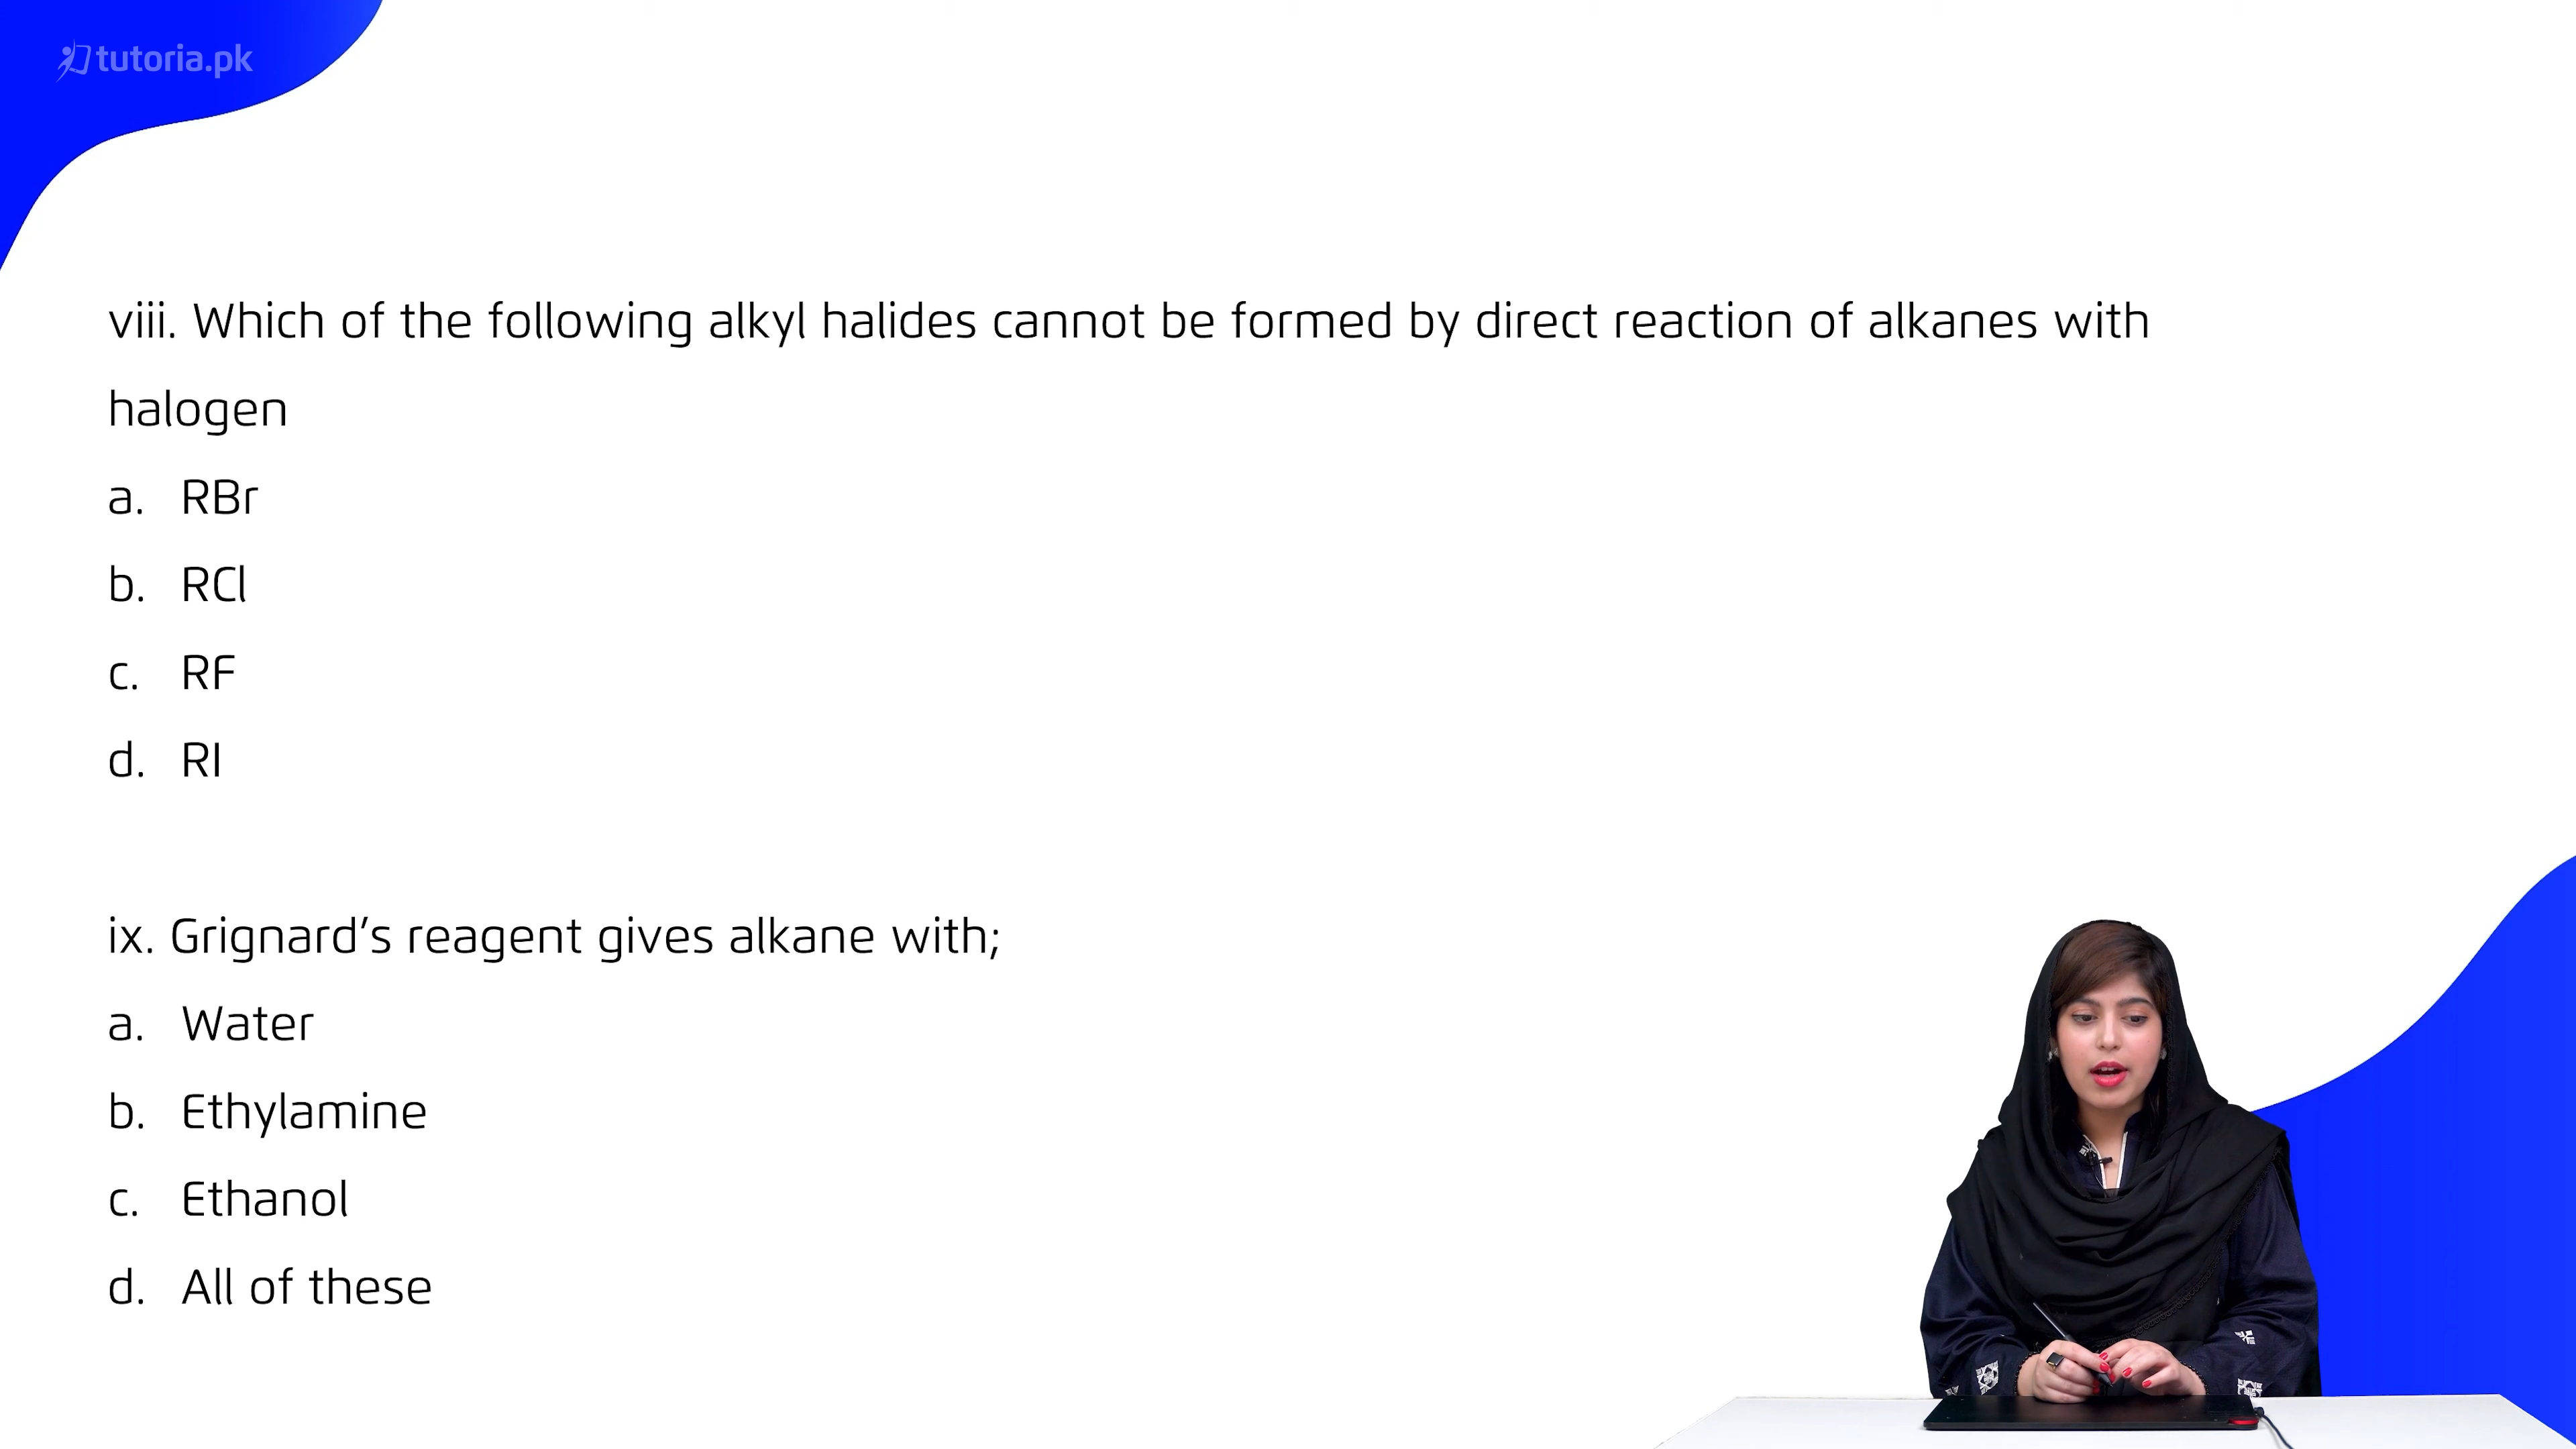 tutoria.pk
viii. Which of the following alkyl halides cannot be formed by direct reaction of alkanes with
halogen
a. RBr
b. RCl
c. RF
d. RI
ix. Grignard’s reagent gives alkane with;
a. Water
b. Ethylamine
c. Ethanol
d. All of these